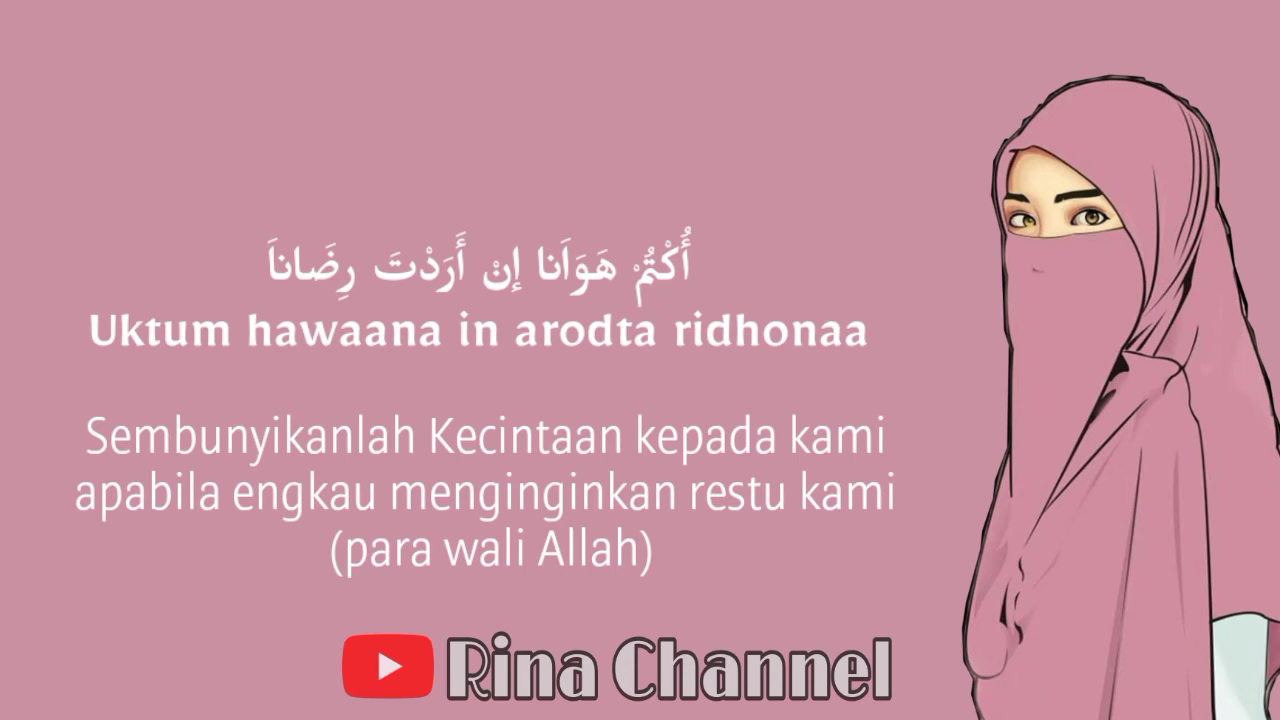 أُكْتُمْ هَوَاَنا إِنْ أَرَدْتَ رِضَاناَ
Uktum hawaana in arodta ridhonaa
Sembunyikanlah Kecintaan kepada kami
apabila engkau menginginkan restu kami
(para wali Allah)
Rina Channel